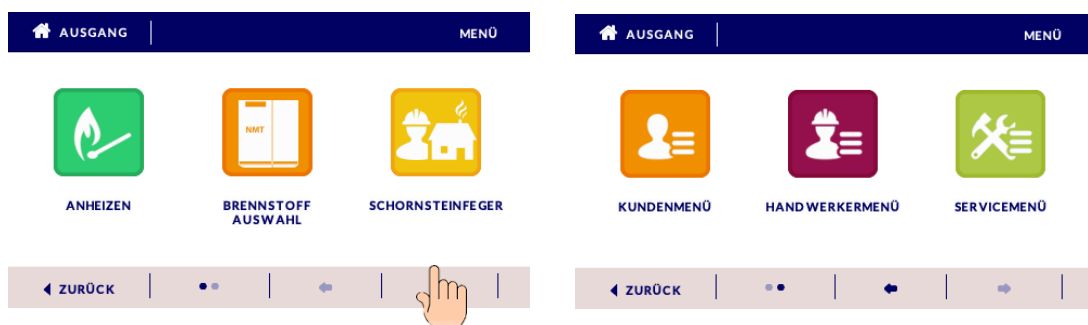 AUSGANG
MENÜ
NMT
ANHEIZEN
BRENNSTOFF
AUSWAHL
SCHORNSTEINFEGER
ZURÜCK
AUSGANG
MENÜ
KUNDENMENÜ
HANDWERKERMENÜ
SERVICEMENÜ
ZURÜCK